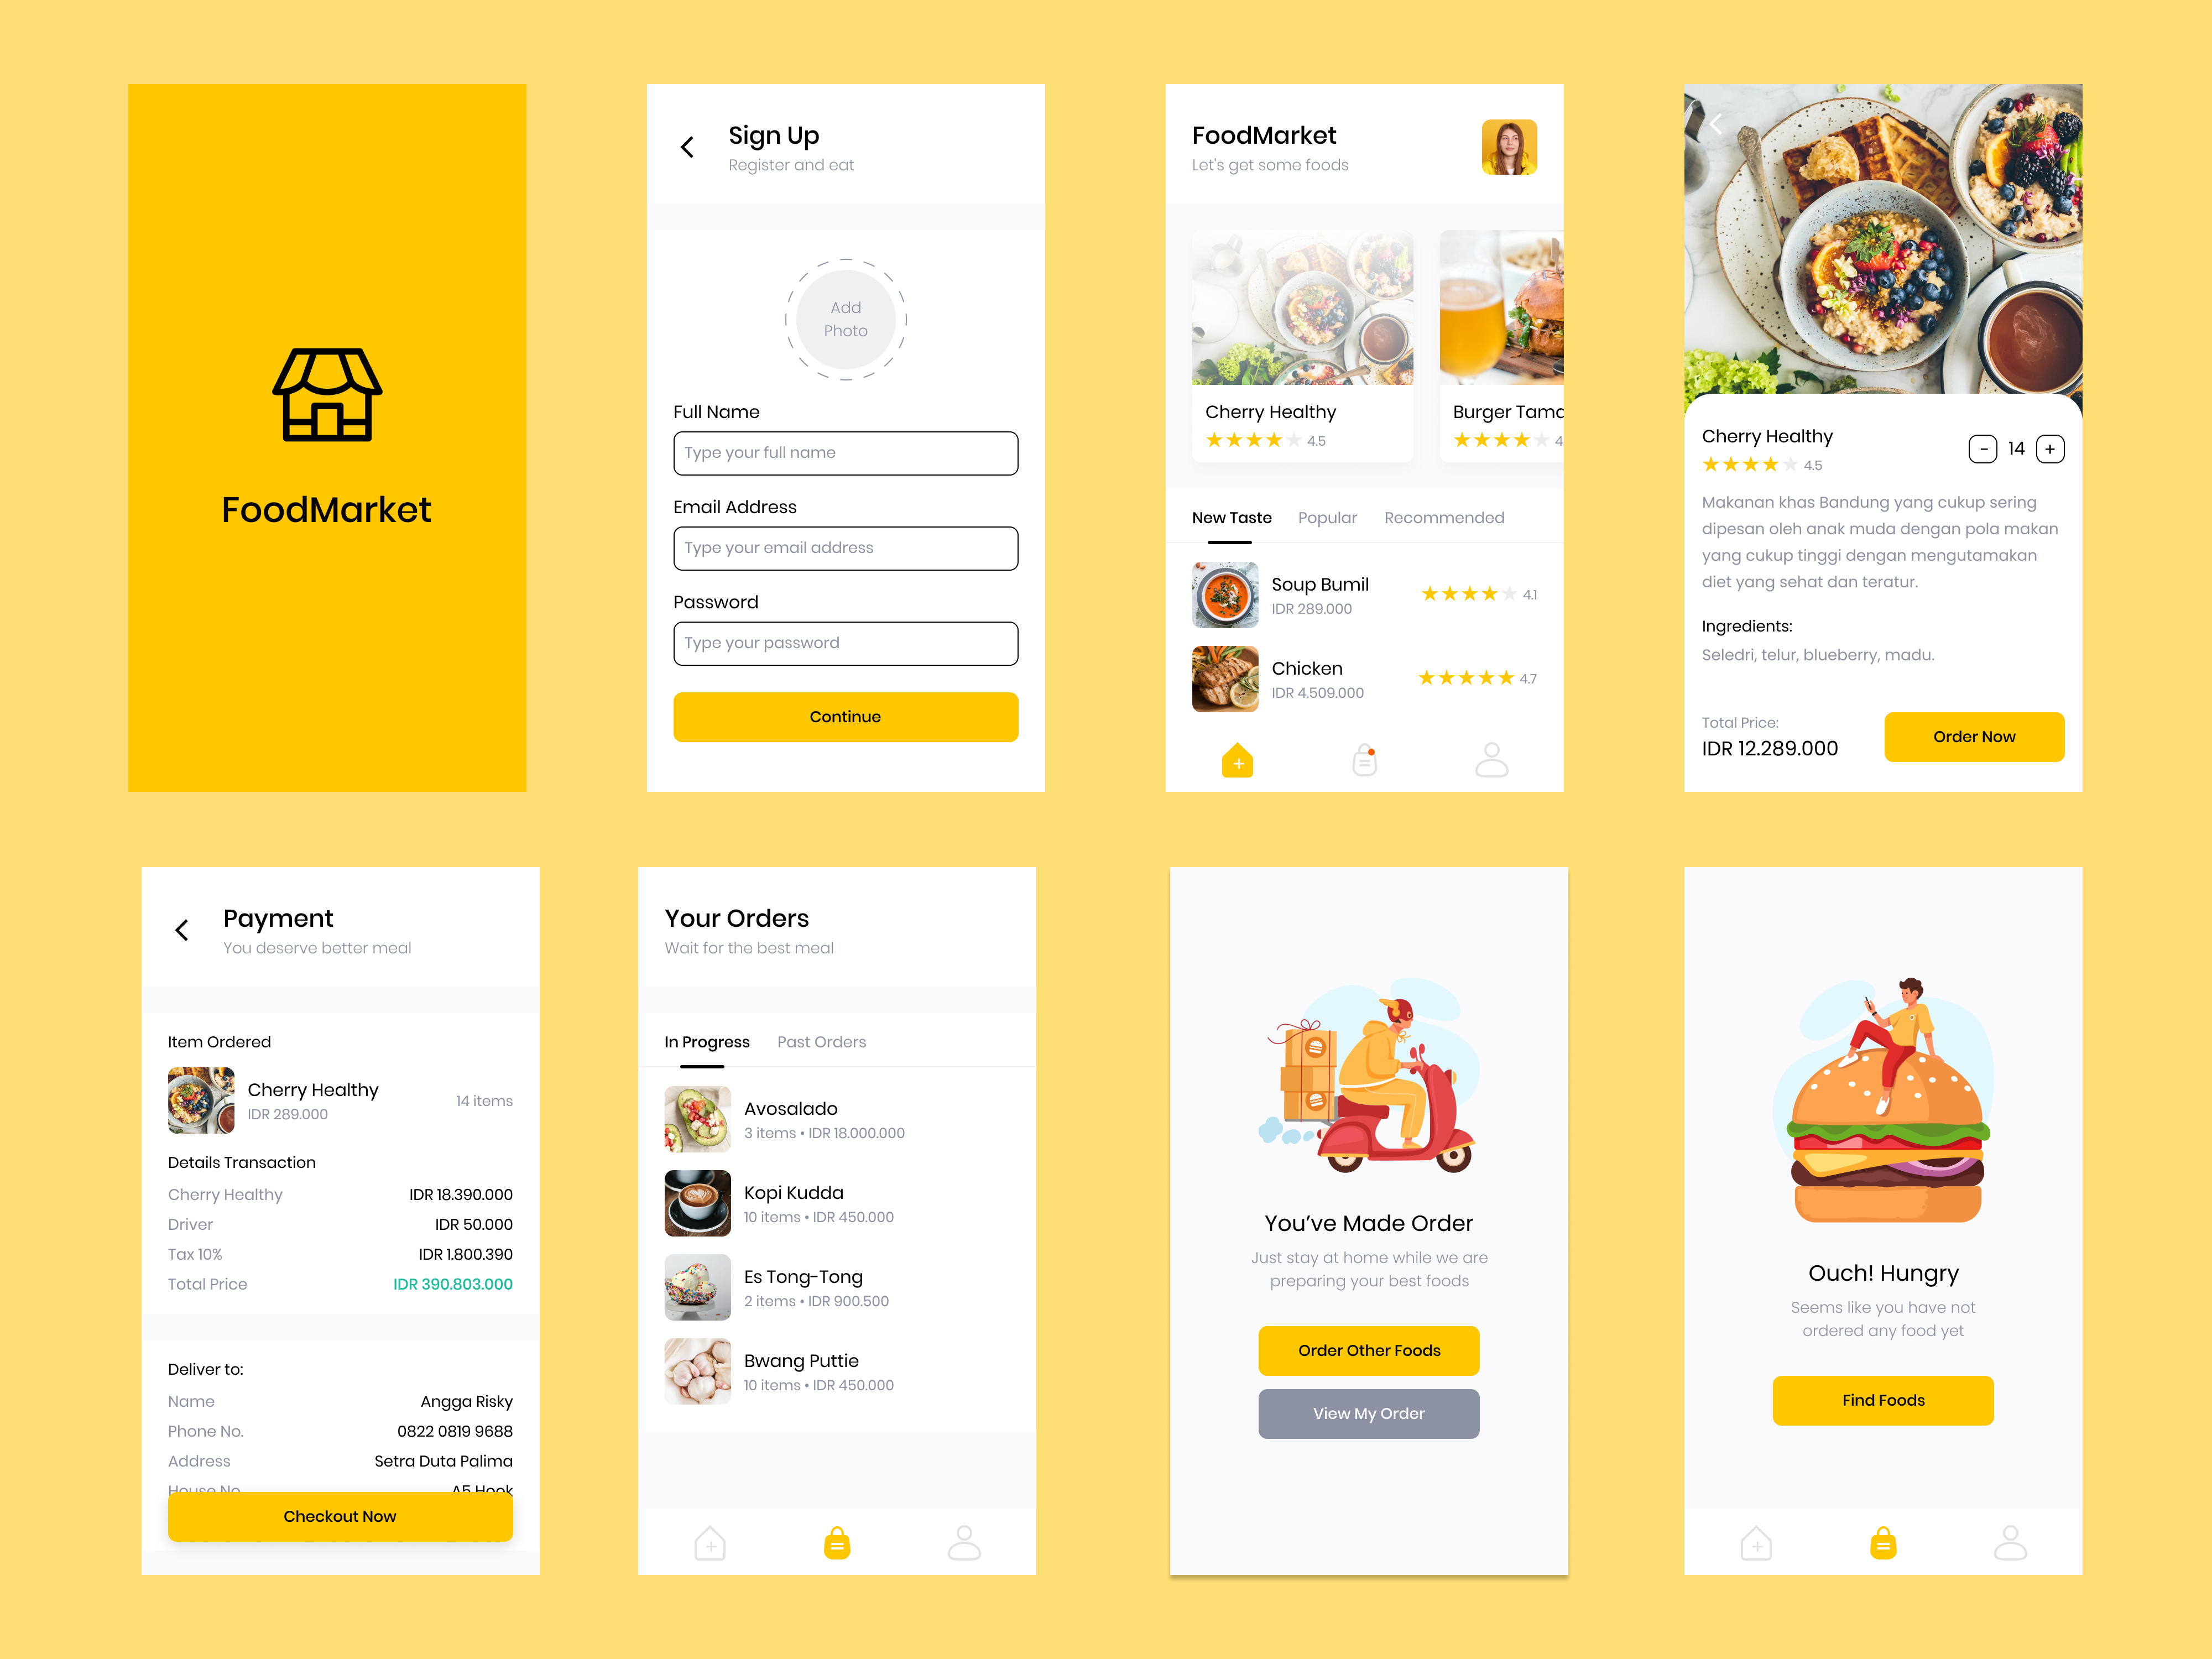 FoodMarket
Sign Up
Register and eat
Add
Photo
Full Name
Type your full name
Email Address
Type your email address
Password
Type your password
Continue
FoodMarket
Let's get some foods
Cherry Healthy
4.5
Burger Tama
4
New Taste Popular Recommended
Soup Bumil
IDR 289.000
4.1
Chicken
IDR 4.509.000
4.7
Cherry Healthy
4.5
- 14 +
Makanan khas Bandung yang cukup sering
dipesan oleh anak muda dengan pola makan
yang cukup tinggi dengan mengutamakan
diet yang sehat dan teratur.
Ingredients:
Seledri, telur, blueberry, madu.
Total Price:
IDR 12.289.000
Order Now
Payment
You deserve better meal
Item Ordered
Cherry Healthy
IDR 289.000
14 items
Details Transaction
Cherry Healthy IDR 18.390.000
Driver IDR 50.000
Tax 10% IDR 1.800.390
Total Price IDR 390.803.000
Deliver to:
Name Angga Risky
Phone No. 0822 0819 9688
Address Setra Duta Palima
House No. A5 Hook
Checkout Now
Your Orders
Wait for the best meal
In Progress Past Orders
Avosalado
3 items • IDR 18.000.000
Kopi Kudda
10 items • IDR 450.000
Es Tong-Tong
2 items • IDR 900.500
Bwang Puttie
10 items • IDR 450.000
You've Made Order
Just stay at home while we are
preparing your best foods
Order Other Foods
View My Order
Ouch! Hungry
Seems like you have not
ordered any food yet
Find Foods